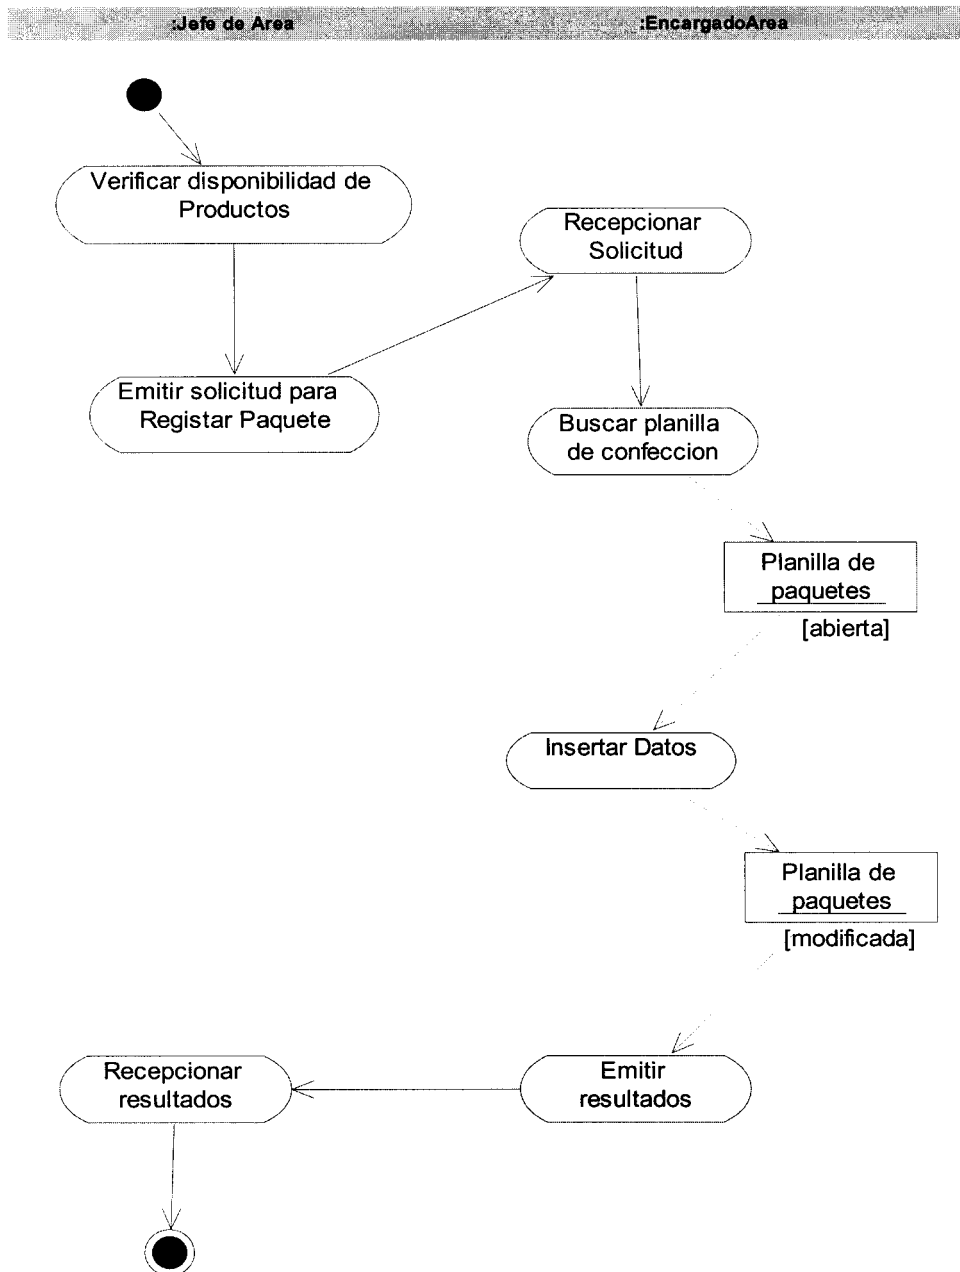 :Jefe de Area
:EncargadoArea
Verificar disponibilidad de
Productos
Recepcionar
Solicitud
Emitir solicitud para
Registar Paquete
Buscar planilla
de confeccion
Planilla de
paquetes
[abierta]
Insertar Datos
Planilla de
paquetes
[modificada]
Recepcionar
resultados
Emitir
resultados